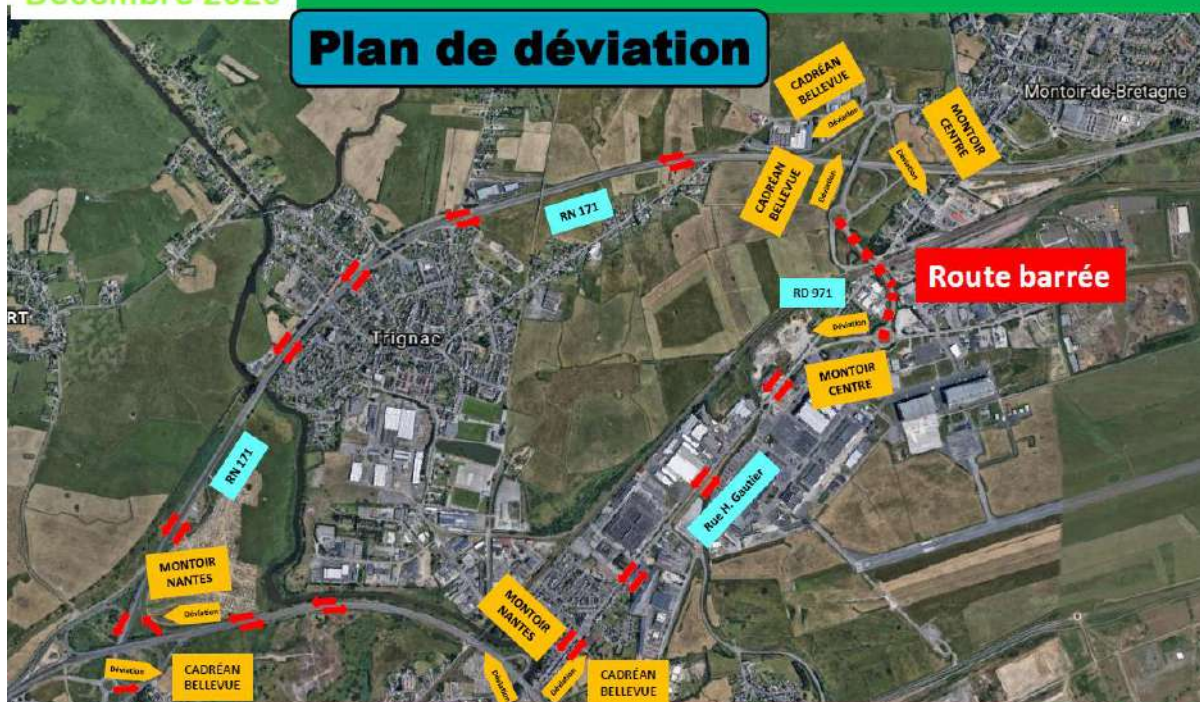 Décembre 2020
Plan de déviation
CADRÉAN
BELLEVUE
Déviation
Montoir-de-Bretagne
MONTOIR
CENTRE
Déviation
CADRÉAN
BELLEVUE
Déviation
RN 171
Route barrée
RD 971
Déviation
RT
Trignac
MONTOIR
CENTRE
RN 171
Rue H. Gautier
MONTOIR
NANTES
Déviation
MONTOIR
NANTES
Déviation
CADRÉAN
BELLEVUE
Déviation
Déviation
CADRÉAN
BELLEVUE